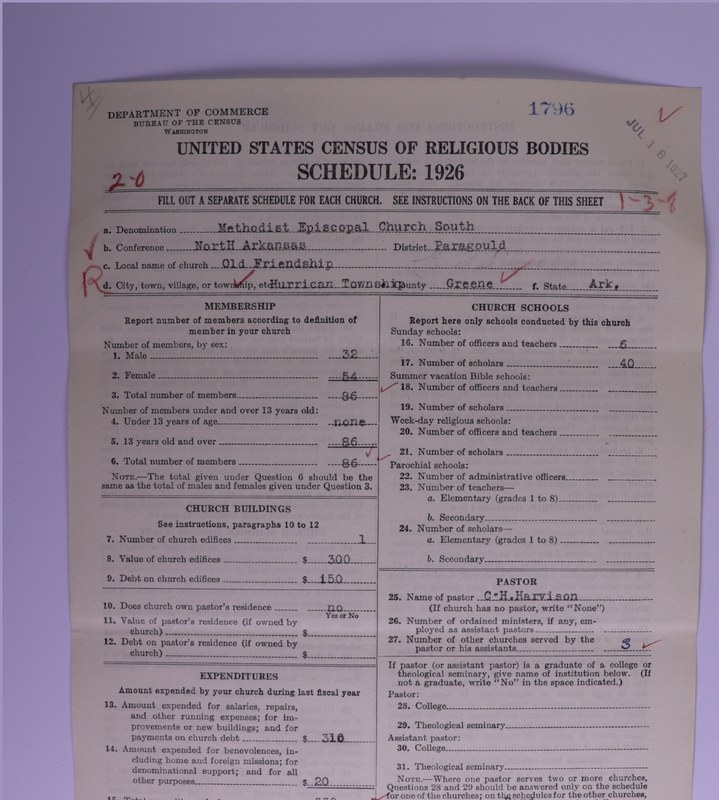 4
DEPARTMENT OF COMMERCE
BUREAU OF THE CENSUS
WASHINGTON
1796
JUL 18 1927
UNITED STATES CENSUS OF RELIGIOUS BODIES
SCHEDULE: 1926
2-0
FILL OUT A SEPARATE SCHEDULE FOR EACH CHURCH. SEE INSTRUCTIONS ON THE BACK OF THIS SHEET
1-3-8
a. Denomination Methodist Episcopal Church South
b. Conference NortH Arkansas District Paragould
c. Local name of church Old Friendship
R
d. City, town, village, or township, etc. Hurrican Township County Greene f. State Ark,
MEMBERSHIP
Report number of members according to definition of
member in your church
Number of members, by sex:
1. Male 32
2. Female 54
3. Total number of members 86
Number of members under and over 13 years old:
4. Under 13 years of age none
5. 13 years old and over 86
6. Total number of members 86
NOTE.—The total given under Question 6 should be
same as the total of males and females given under Question 3.
CHURCH BUILDINGS
See instructions, paragraphs 10 to 12
7. Number of church edifices 1
8. Value of church edifices $ 300
9. Debt on church edifices $ 150
10. Does church own pastor's residence no
Yes or No
11. Value of pastor's residence (if owned by
church) $
12. Debt on pastor's residence (if owned by
church) $
EXPENDITURES
Amount expended by your church during last fiscal year
13. Amount expended for salaries, repairs,
and other running expenses; for im-
provements or new buildings; and for
payments on church debt $ 310
14. Amount expended for benevolences, in-
cluding home and foreign missions; for
denominational support; and for all
other purposes $ 20
CHURCH SCHOOLS
Report here only schools conducted by this church
Sunday schools:
16. Number of officers and teachers 6
17. Number of scholars 40
Summer vacation Bible schools:
18. Number of officers and teachers
19. Number of scholars
Week-day religious schools:
20. Number of officers and teachers
21. Number of scholars
Parochial schools:
22. Number of administrative officers
23. Number of teachers—
a. Elementary (grades 1 to 8)
b. Secondary
24. Number of scholars—
a. Elementary (grades 1 to 8)
b. Secondary
PASTOR
25. Name of pastor C.H.Harvison
(If church has no pastor, write "None")
26. Number of ordained ministers, if any, em-
ployed as assistant pastors
27. Number of other churches served by the
pastor or his assistants 3
If pastor (or assistant pastor) is a graduate of a college or
theological seminary, give name of institution below. (If
not a graduate, write "No" in the space indicated.)
Pastor:
28. College
29. Theological seminary
Assistant pastor:
30. College
31. Theological seminary
NOTE.—Where one pastor serves two or more churches,
Questions 28 and 29 should be answered only on the schedule
for one of the churches; on the schedules for the other churches,